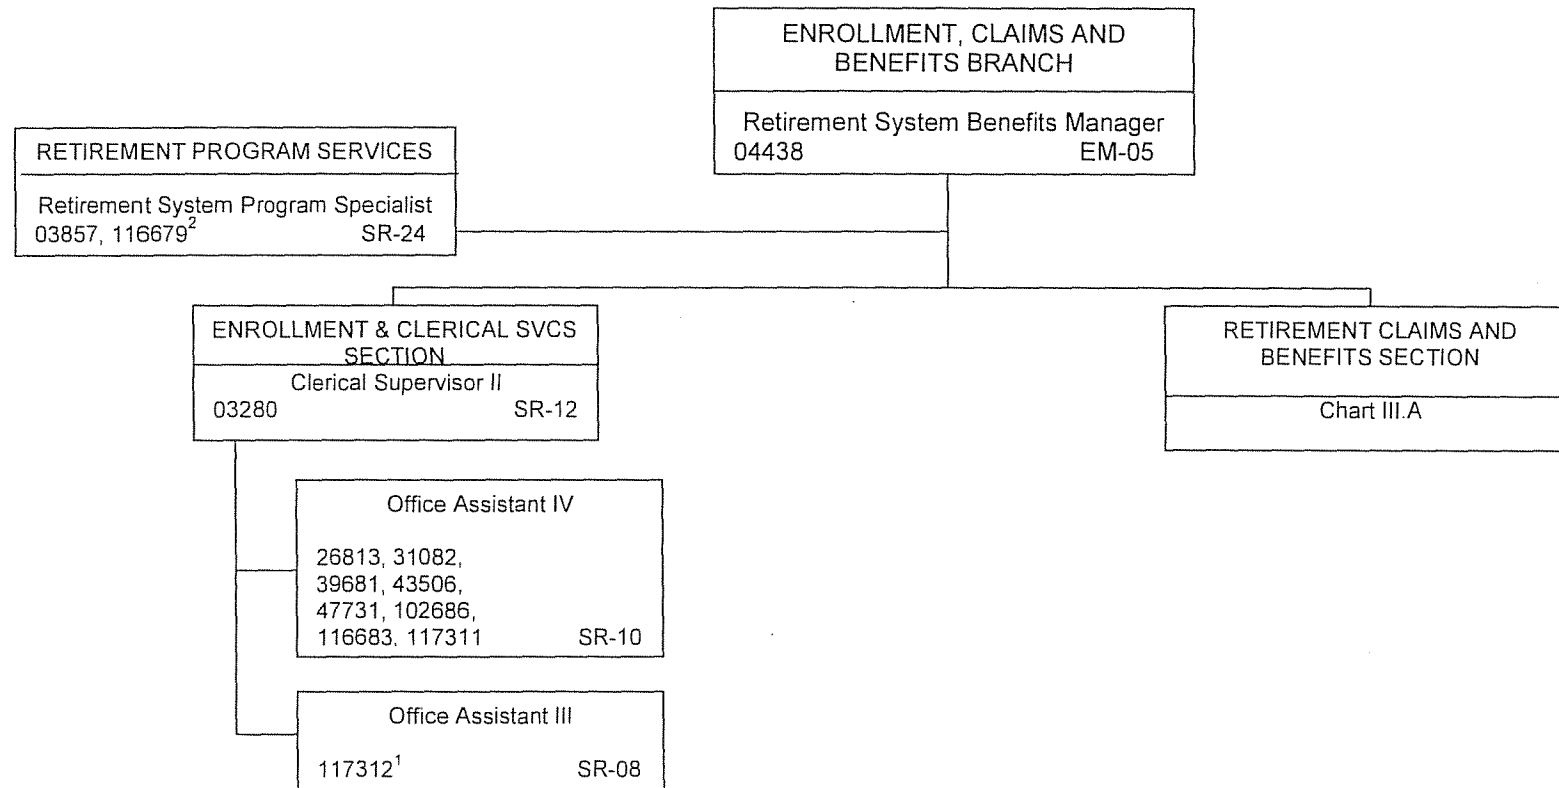 ENROLLMENT, CLAIMS AND
BENEFITS BRANCH
Retirement System Benefits Manager
04438 EM-05
RETIREMENT PROGRAM SERVICES
Retirement System Program Specialist
03857, 116679² SR-24
ENROLLMENT & CLERICAL SVCS
SECTION
Clerical Supervisor II
03280 SR-12
RETIREMENT CLAIMS AND
BENEFITS SECTION
Chart III.A
Office Assistant IV
26813, 31082,
39681, 43506,
47731, 102686,
116683, 117311 SR-10
Office Assistant III
117312¹ SR-08